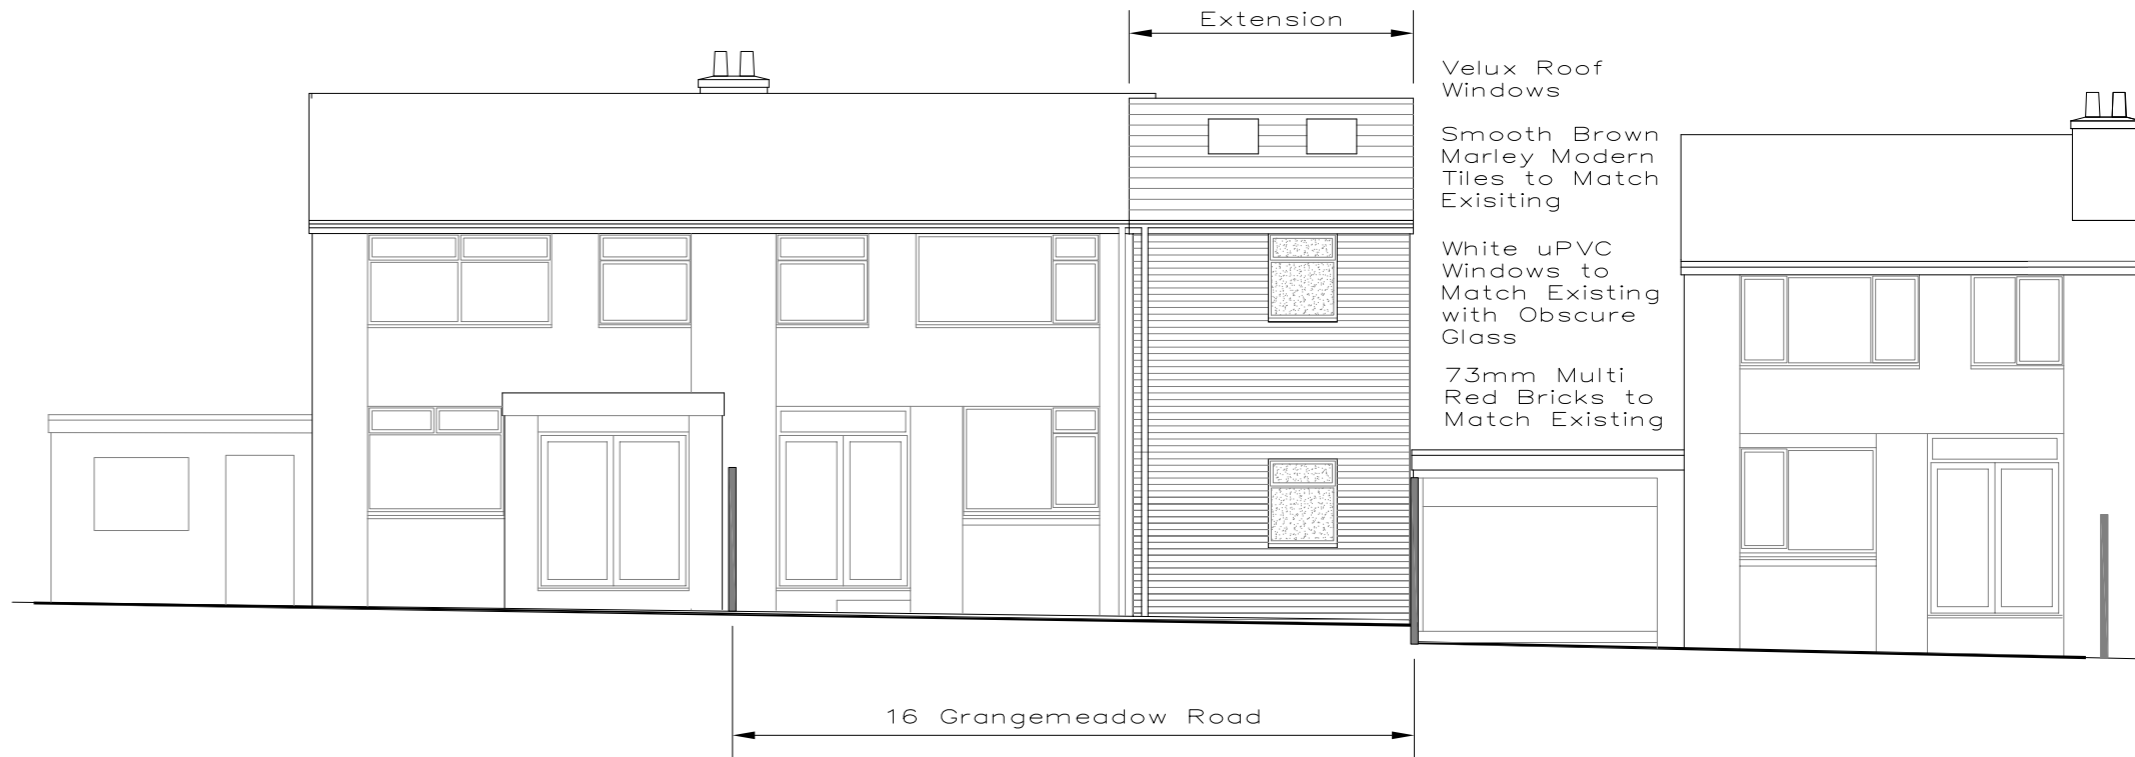 Extension
Velux Roof
Windows
Smooth Brown
Marley Modern
Tiles to Match
Exisiting
White uPVC
Windows to
Match Existing
with Obscure
Glass
73mm Multi
Red Bricks to
Match Existing
16 Grangemeadow Road